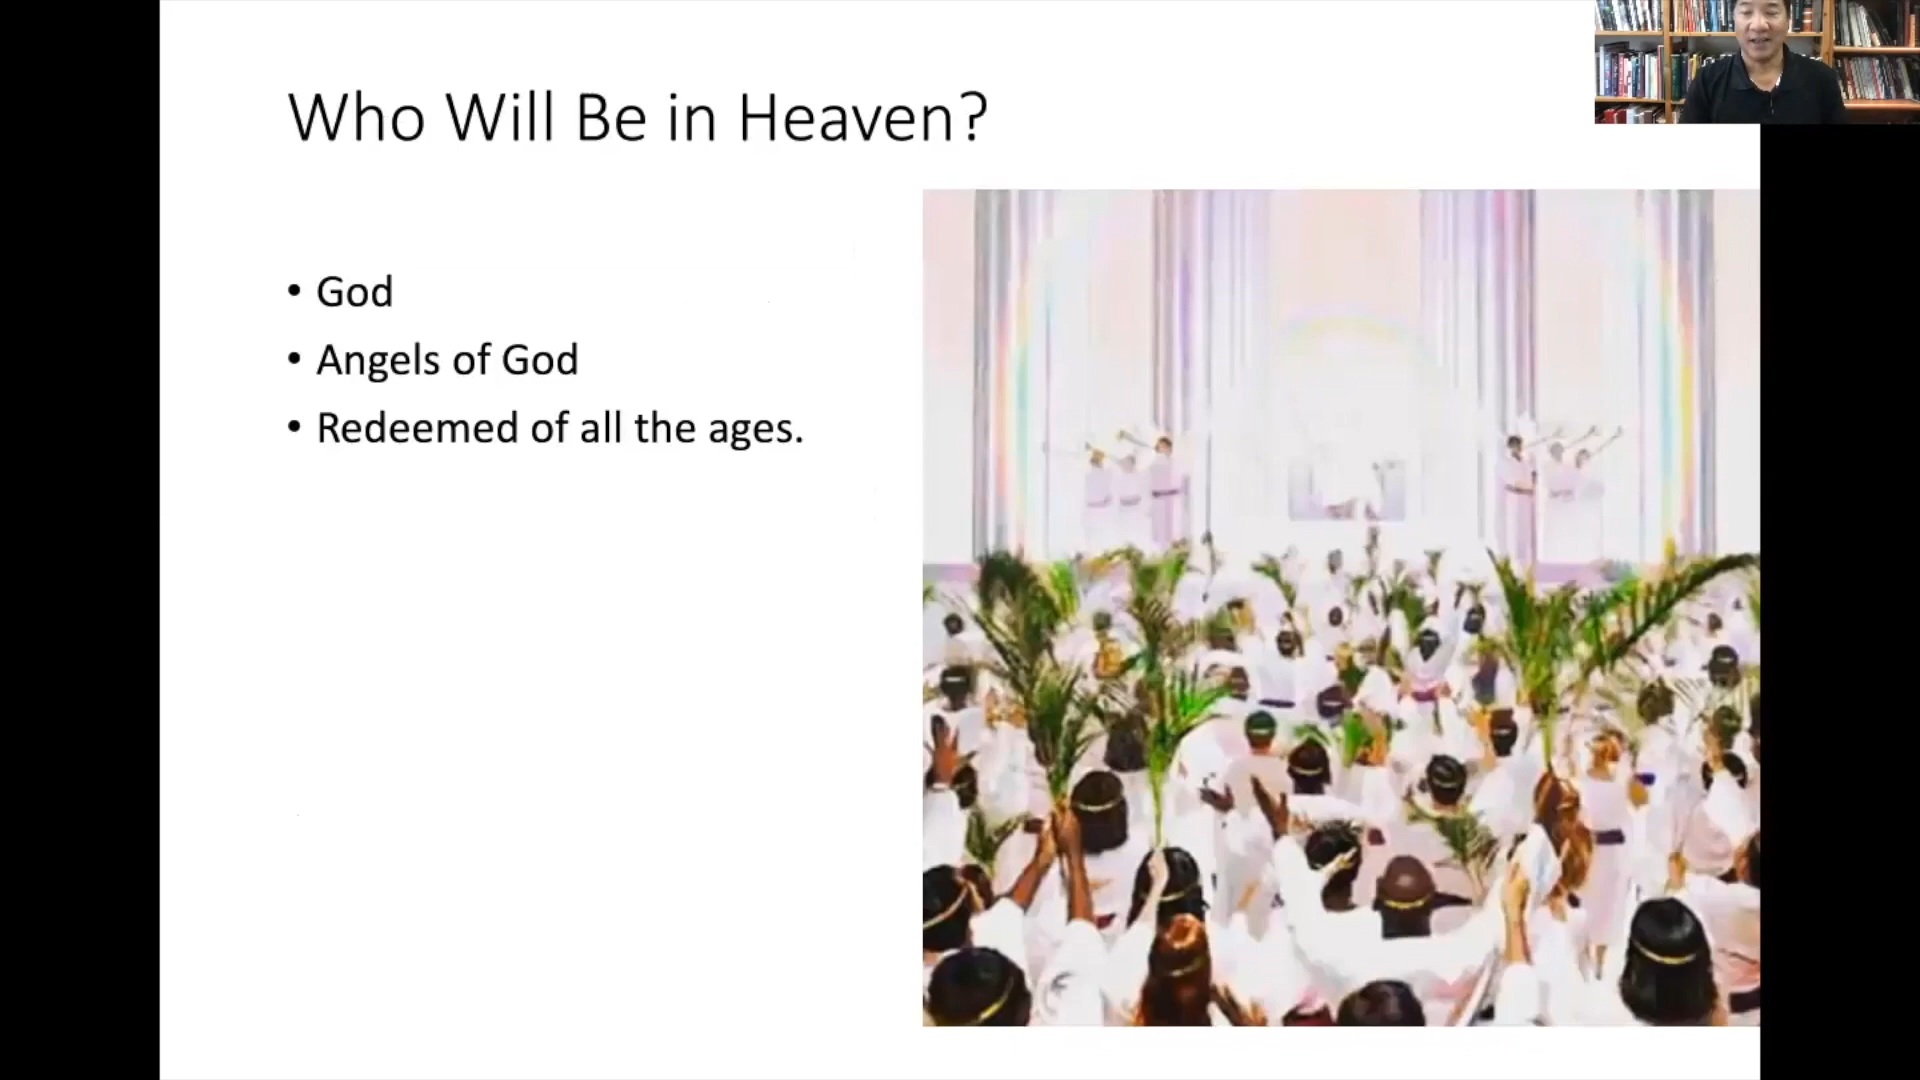 Who Will Be in Heaven?
• God
• Angels of God
• Redeemed of all the ages.